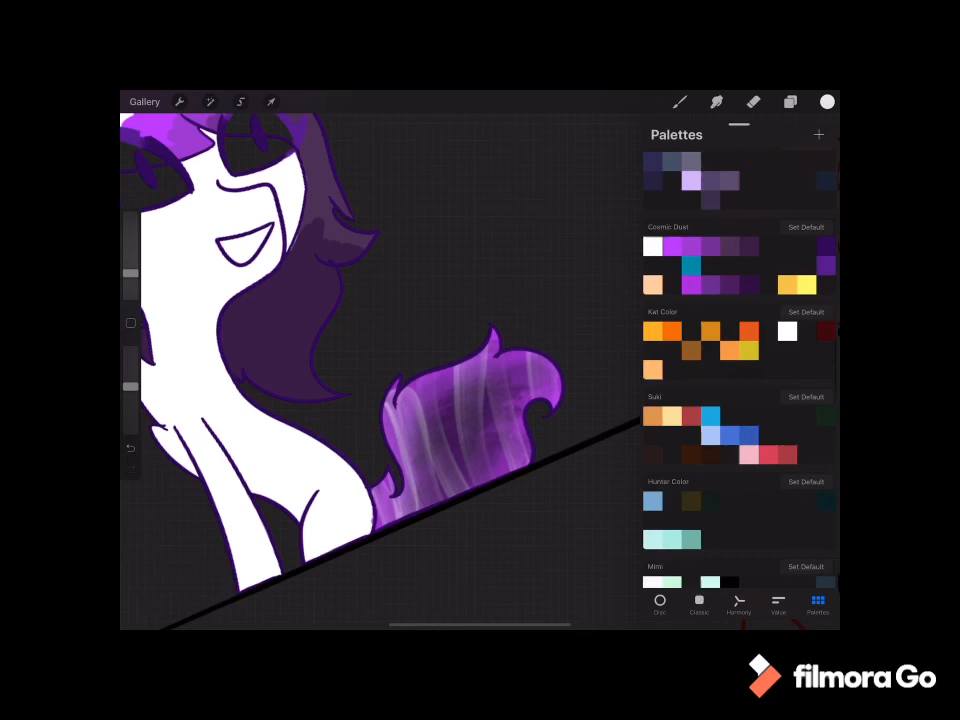 Gallery
Palettes
Cosmic Dust
Set Default
Kat Color
Set Default
Suki
Set Default
Hunter Color
Set Default
Mimi
Set Default
Disc
Classic
Harmony
Value
Palettes
filmora Go